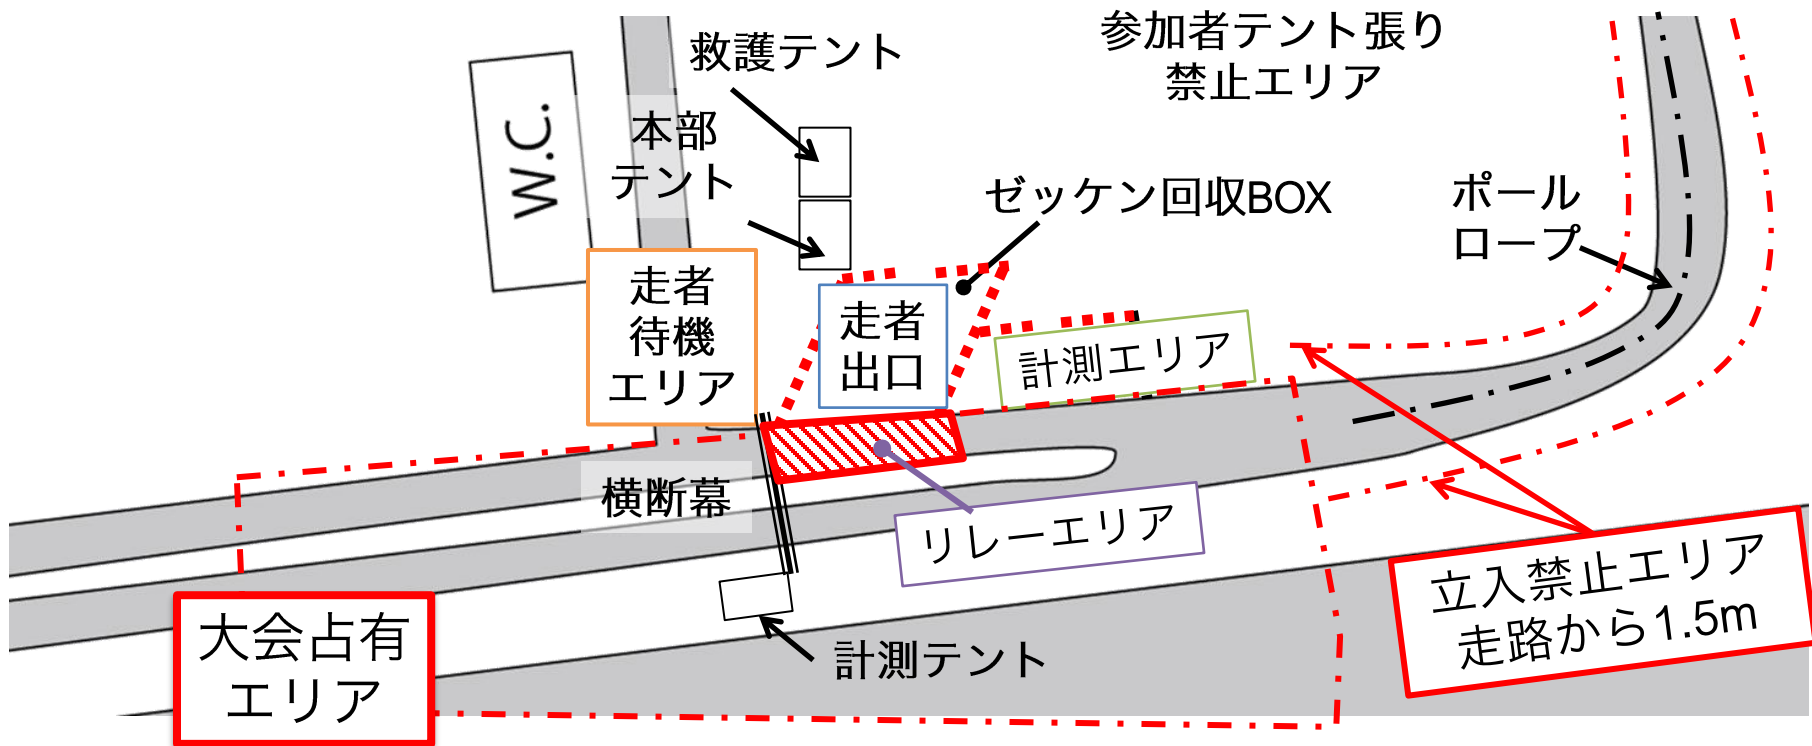 救護テント
参加者テント張り
禁止エリア
W.C.
本部
テント
ゼッケン回収BOX
ポール
ロープ
走者
待機
エリア
走者
出口
計測エリア
横断幕
リレーエリア
立入禁止エリア
走路から1.5m
大会占有
エリア
計測テント